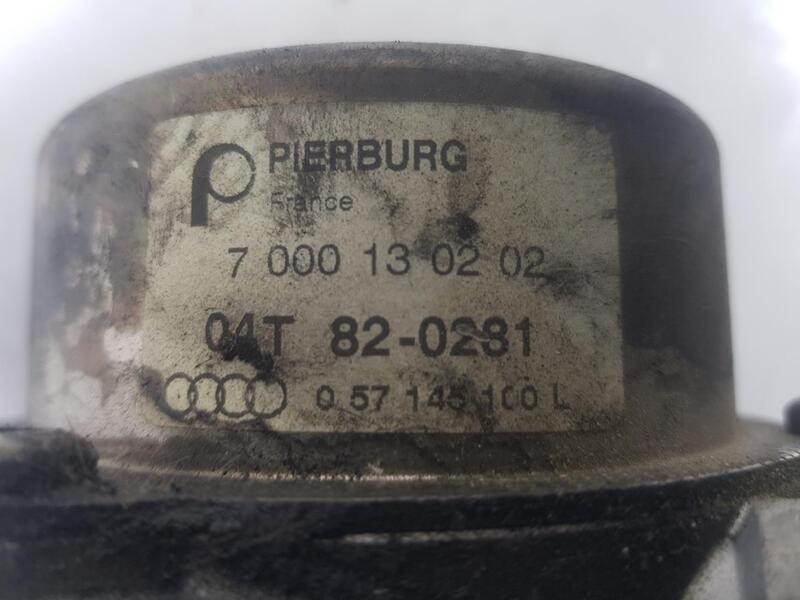 PIERBURG
France
7 000 13 02 02
04T 82-0281
0 57 145 100 L